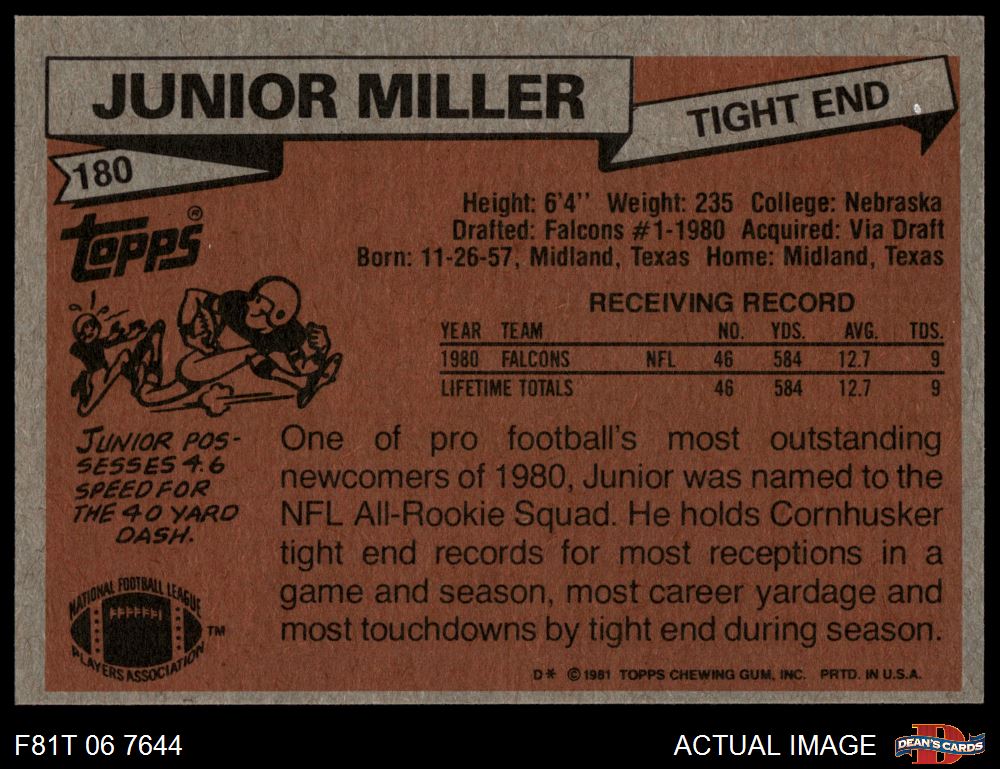 JUNIOR MILLER
TIGHT END
180
TOPPS®
Height: 6'4'' Weight: 235 College: Nebraska
Drafted: Falcons #1-1980 Acquired: Via Draft
Born: 11-26-57, Midland, Texas Home: Midland, Texas
RECEIVING RECORD
YEAR TEAM NO. YDS. AVG. TDS.
1980 FALCONS NFL 46 584 12.7 9
LIFETIME TOTALS 46 584 12.7 9
JUNIOR POS-
SESSES 4.6
SPEED FOR
THE 40 YARD
DASH.
One of pro football's most outstanding
newcomers of 1980, Junior was named to the
NFL All-Rookie Squad. He holds Cornhusker
tight end records for most receptions in a
game and season, most career yardage and
most touchdowns by tight end during season.
NATIONAL FOOTBALL LEAGUE
PLAYERS ASSOCIATION
TM
D* © 1981 TOPPS CHEWING GUM, INC. PRTD. IN U.S.A.
F81T 06 7644
ACTUAL IMAGE
DEAN'S CARDS